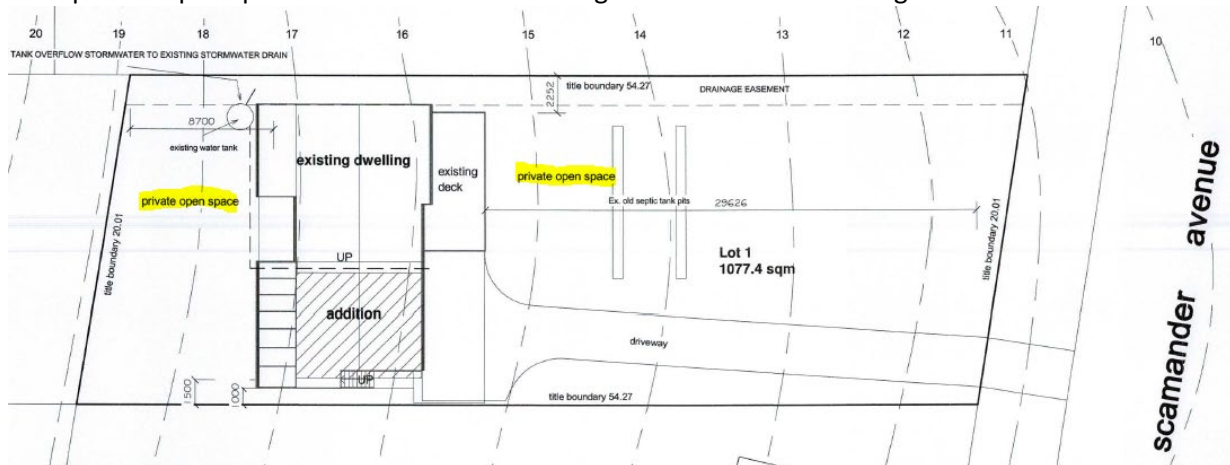 20 19 18 17 16 15 14 13 12 11 10
TANK OVERFLOW STORMWATER TO EXISTING STORMWATER DRAIN
title boundary 54.27
DRAINAGE EASEMENT
2252
8700
existing water tank
existing dwelling
existing
deck
private open space
private open space
Ex. old septic tank pits
29626
title boundary 20.01
title boundary 20.01
Lot 1
1077.4 sqm
UP
addition
driveway
UP
1500
1000
title boundary 54.27
scamander avenue